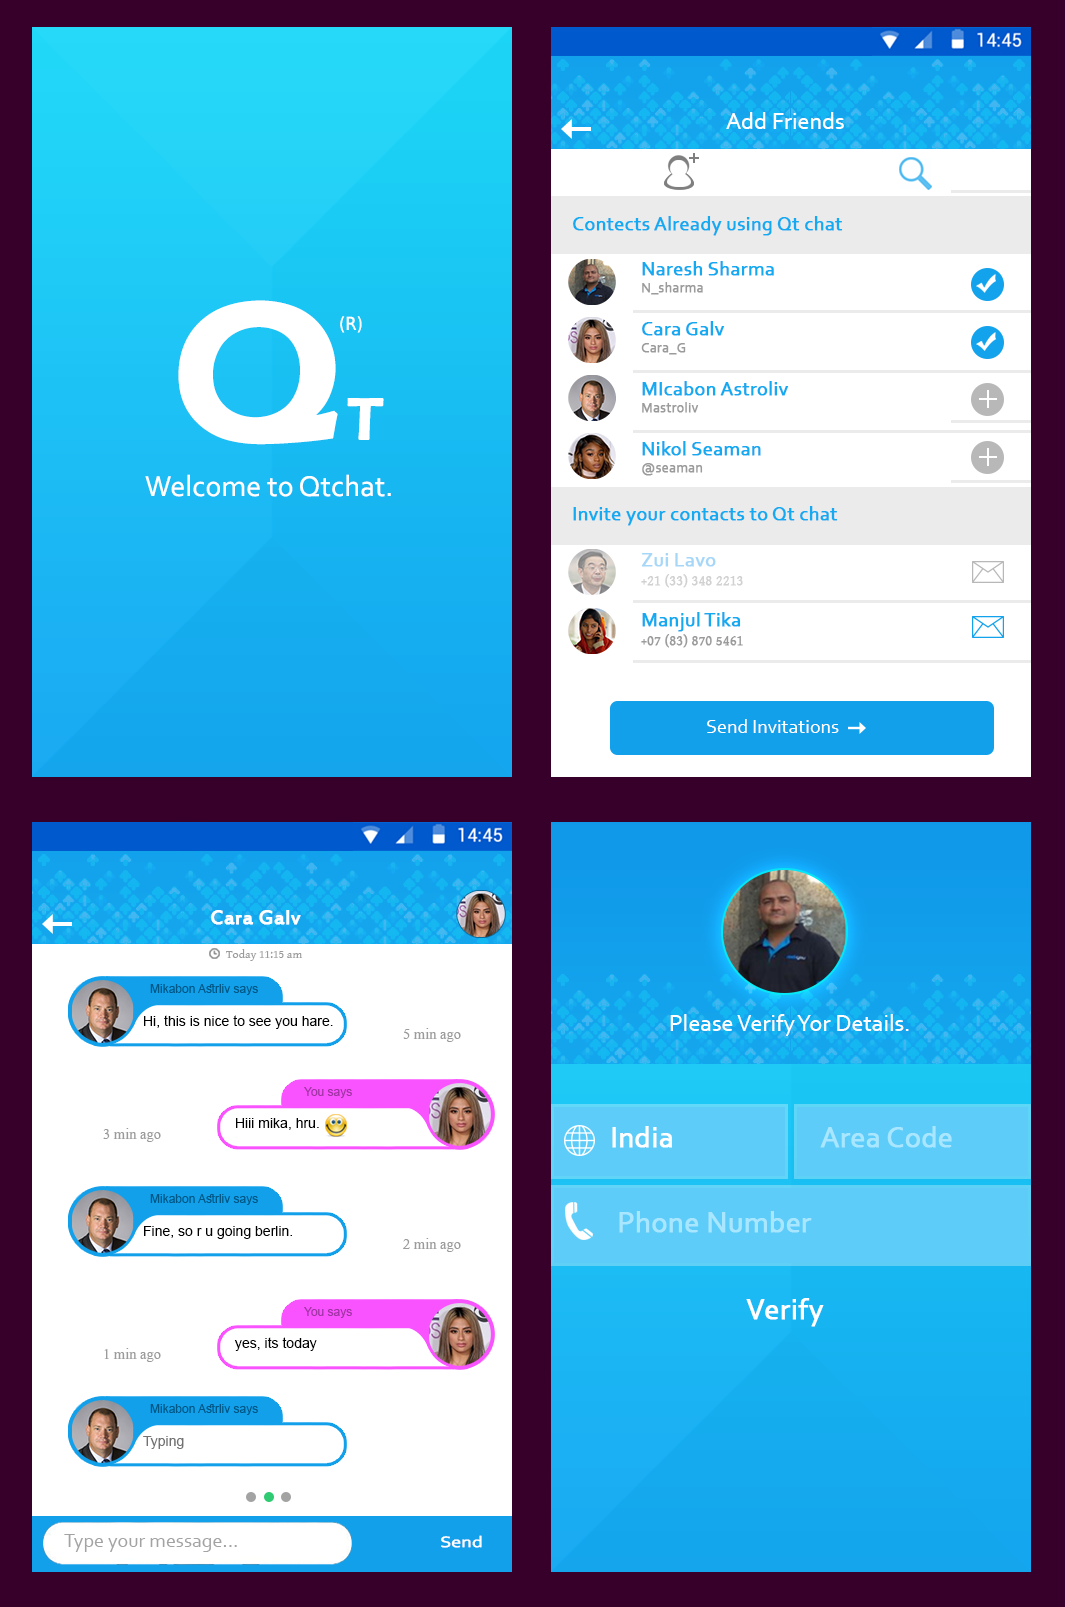 Q
(R)
T
Welcome to Qtchat.
14:45
Add Friends
Contects Already using Qt chat
Naresh Sharma
N_sharma
Cara Galv
Cara_G
MIcabon Astroliv
Mastroliv
Nikol Seaman
@seaman
Invite your contacts to Qt chat
Zui Lavo
+21 (33) 348 2213
Manjul Tika
+07 (83) 870 5461
Send Invitations
14:45
Cara Galv
Today 11:15 am
Mikabon Astrliv says
Hi, this is nice to see you hare.
5 min ago
You says
Hiii mika, hru.
3 min ago
Mikabon Astrliv says
Fine, so r u going berlin.
2 min ago
You says
yes, its today
1 min ago
Mikabon Astrliv says
Typing
Type your message...
Send
Please Verify Yor Details.
India
Area Code
Phone Number
Verify